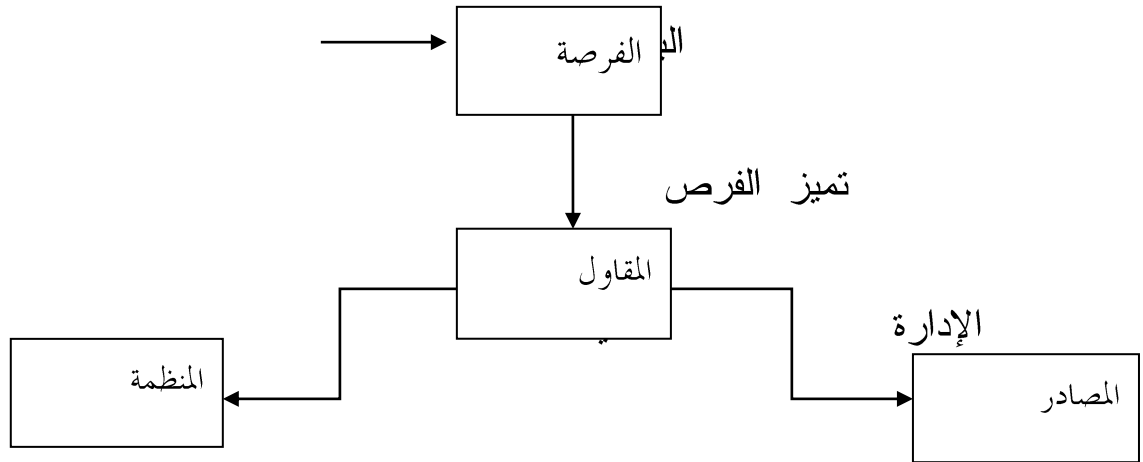 الفرصة
تميز الفرص
المقاول
الإدارة
المنظمة
المصادر